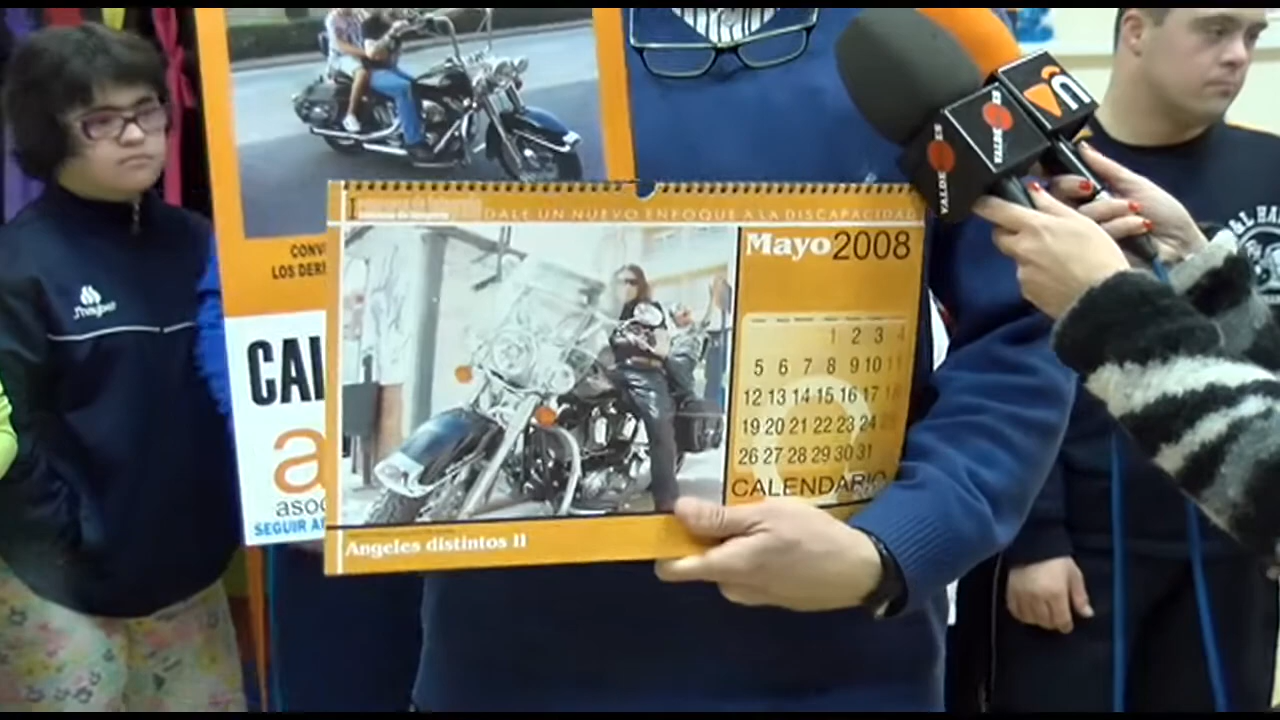 DALE UN NUEVO ENFOQUE A LA DISCAPACIDAD
Mayo 2008
1 2 3 4
5 6 7 8 9 10 11
12 13 14 15 16 17 18
19 20 21 22 23 24 25
26 27 28 29 30 31
CALENDARIO
Angeles distintos II
CONV
LOS DER
CAL
a
asoc
SEGUIR A
VALDE
n